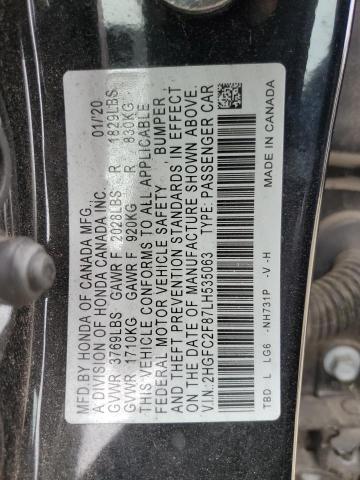 MFD BY HONDA OF CANADA MFG., 01/20
A DIVISION OF HONDA CANADA INC.
GVWR 3769LBS GAWR F 2028LBS R 1829LBS
GVWR 1710KG GAWR F 920KG R 830KG
THIS VEHICLE CONFORMS TO ALL APPLICABLE
FEDERAL MOTOR VEHICLE SAFETY, BUMPER,
AND THEFT PREVENTION STANDARDS IN EFFECT
ON THE DATE OF MANUFACTURE SHOWN ABOVE.
V.I.N.:2HGFC2F87LH535063 TYPE: PASSENGER CAR
TBD L LG6 -NH731P -V -H MADE IN CANADA